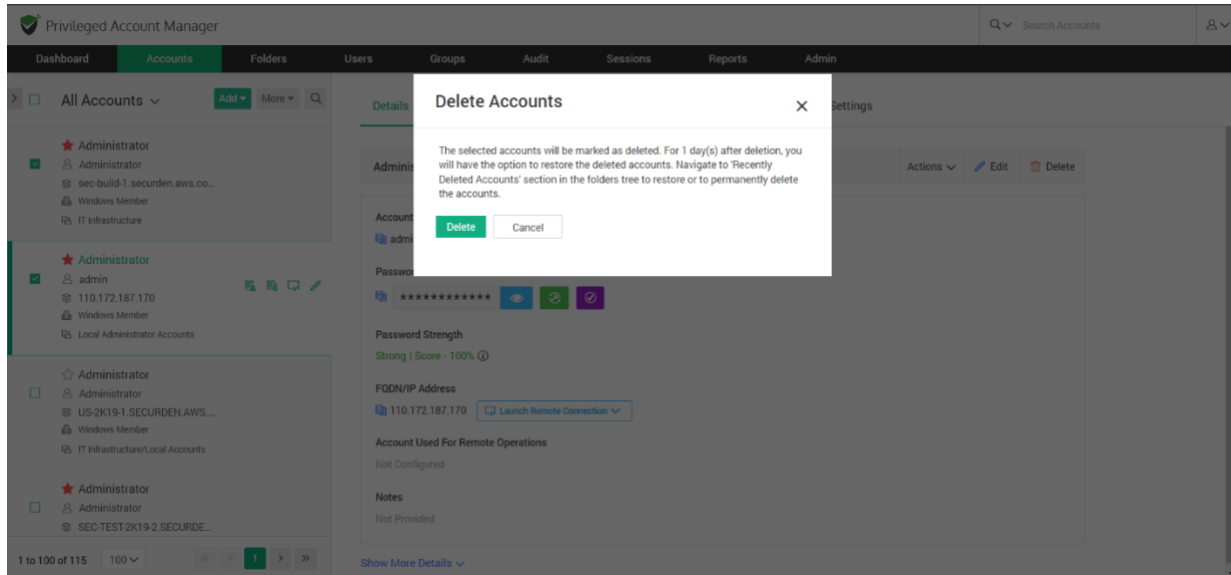 Privileged Account Manager
Search Accounts
Dashboard Accounts Folders Users Groups Audit Sessions Reports Admin
All Accounts Add More
Administrator
Administrator
sec-build-1.securden.aws.co...
Windows Member
IT Infrastructure
Administrator
admin
110.172.187.170
Windows Member
Local Administrator Accounts
Administrator
Administrator
US-2K19-1.SECURDEN.AWS....
Windows Member
IT Infrastructure/Local Accounts
Administrator
Administrator
SEC-TEST-2K19-2.SECURDE...
1 to 100 of 115 100 « ‹ 1 › »
Details Settings
Adminis Actions Edit Delete
Delete Accounts
The selected accounts will be marked as deleted. For 1 day(s) after deletion, you
will have the option to restore the deleted accounts. Navigate to 'Recently
Deleted Accounts' section in the folders tree to restore or to permanently delete
the accounts.
Delete Cancel
Account
admi
Passwor
************
Password Strength
Strong | Score - 100%
FQDN/IP Address
110.172.187.170 Launch Remote Connection
Account Used For Remote Operations
Not Configured
Notes
Not Provided
Show More Details